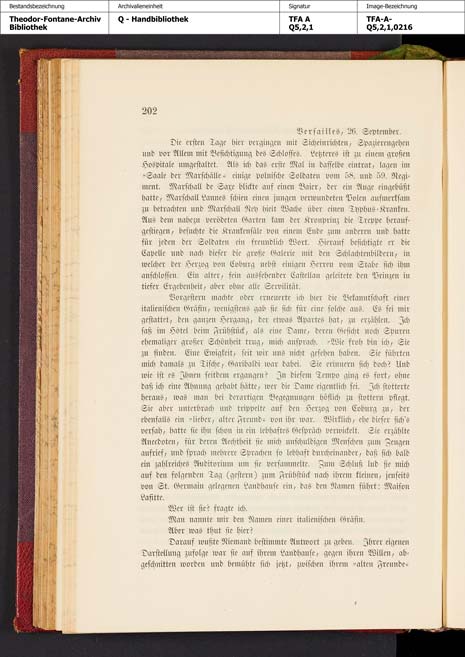 Bestandsbezeichnung
Archivalieneinheit
Signatur
Image-Bezeichnung
Theodor-Fontane-Archiv
Bibliothek
Q - Handbibliothek
TFA A
Q5,2,1
TFA-A-
Q5,2,1,0216
202
Versailles, 26. September.
Die ersten Tage hier vergingen mit Sicheinrichten, Spazierengehen
und vor Allem mit Besichtigung des Schlosses. Letzteres ist zu einem großen
Hospitale umgestaltet. Als ich das erste Mal in dasselbe eintrat, lagen im
»Saale der Marschälle« einige polnische Soldaten vom 58. und 59. Regi-
ment. Marschall de Saxe blickte auf einen Baier, der ein Auge eingebüßt
hatte, Marschall Lannes schien einen jungen verwundeten Polen aufmerksam
zu betrachten und Marschall Ney hielt Wache über einen Typhus-Kranken.
Aus dem nahezu verödeten Garten kam der Kronprinz die Treppe herauf-
gestiegen, besuchte die Krankensäle von einem Ende zum anderen und hatte
für jeden der Soldaten ein freundlich Wort. Hierauf besichtigte er die
Capelle und nach dieser die große Galerie mit den Schlachtenbildern, in
welcher der Herzog von Coburg nebst einigen Herren vom Stabe sich ihm
anschlossen. Ein alter, fein aussehender Castellan geleitete den Prinzen in
tiefer Ergebenheit, aber ohne alle Servilität.
Vorgestern machte oder erneuerte ich hier die Bekanntschaft einer
italienischen Gräfin, wenigstens gab sie sich für eine solche aus. Es sei mir
gestattet, den ganzen Hergang, der etwas Apartes hat, zu erzählen. Ich
saß im Hôtel beim Frühstück, als eine Dame, deren Gesicht noch Spuren
ehemaliger großer Schönheit trug, mich ansprach. »Wie froh bin ich, Sie
zu finden. Eine Ewigkeit, seit wir uns nicht gesehen haben. Sie führten
mich damals zu Tische, Garibaldi war dabei. Sie erinnern sich doch? Und
wie ist es Ihnen seitdem ergangen? In diesem Tempo ging es fort, ohne
daß ich eine Ahnung gehabt hätte, wer die Dame eigentlich sei. Ich stotterte
heraus, was man bei derartigen Begegnungen höflich zu stottern pflegt.
Sie aber unterbrach und trippelte auf den Herzog von Coburg zu, der
ebenfalls ein »lieber, alter Freund« von ihr war. Wirklich, ehe dieser sich's
versah, hatte sie ihn schon in ein lebhaftes Gespräch verwickelt. Sie erzählte
Anecdoten, für deren Aechtheit sie mich unschuldigen Menschen zum Zeugen
aufrief, und sprach mehrere Sprachen so lebhaft durcheinander, daß sich bald
ein zahlreiches Auditorium um sie versammelte. Zum Schluß lud sie mich
auf den folgenden Tag (gestern) zum Frühstück nach ihrem kleinen, jenseits
von St. Germain gelegenen Landhause ein, das den Namen führt: Maison
Lafitte.
Wer ist sie? fragte ich.
Man nannte mir den Namen einer italienischen Gräfin.
Aber was thut sie hier?
Darauf wußte Niemand bestimmte Antwort zu geben. Ihrer eigenen
Darstellung zufolge war sie auf ihrem Landhause, gegen ihren Willen, ab-
geschnitten worden und bemühte sich jetzt, zwischen ihrem »alten Freunde«